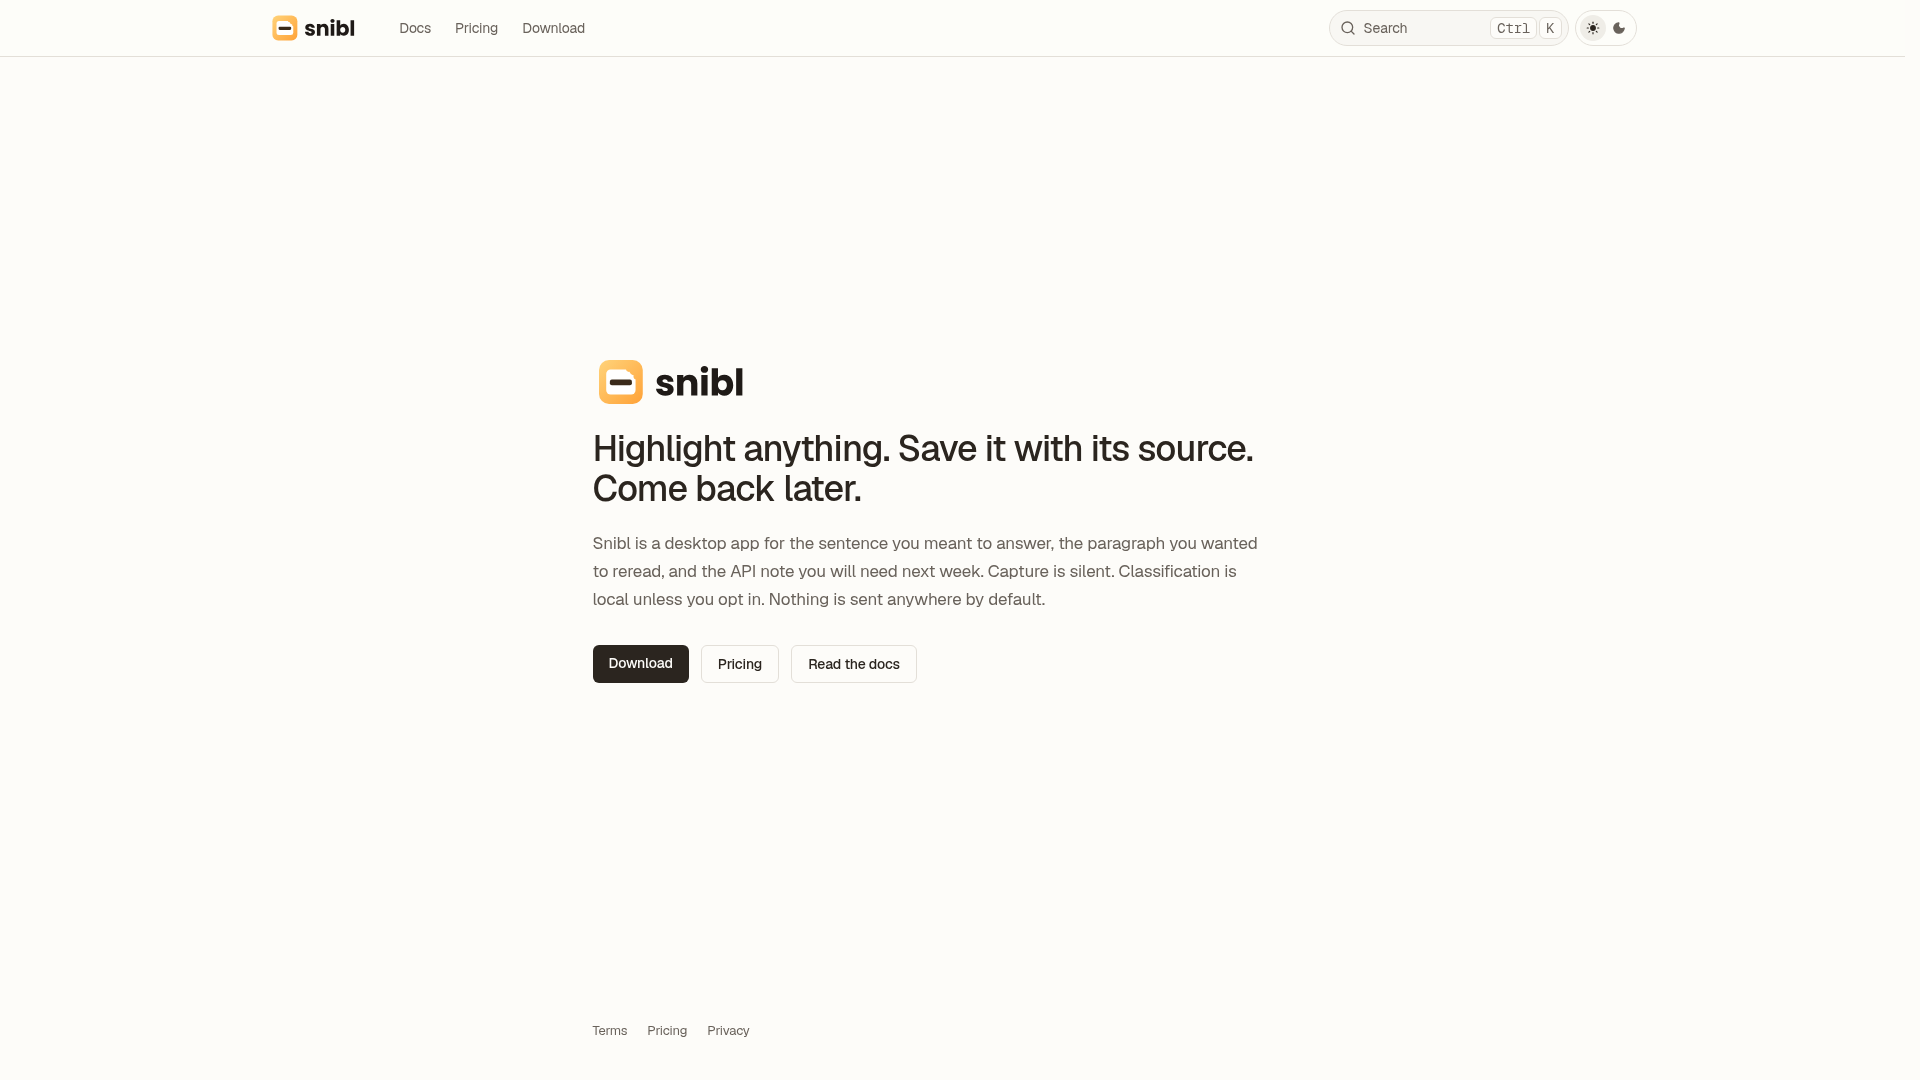 snibl
Docs
Pricing
Download
Search
Ctrl K
snibl
Highlight anything. Save it with its source.
Come back later.
Snibl is a desktop app for the sentence you meant to answer, the paragraph you wanted
to reread, and the API note you will need next week. Capture is silent. Classification is
local unless you opt in. Nothing is sent anywhere by default.
Download
Pricing
Read the docs
Terms
Pricing
Privacy